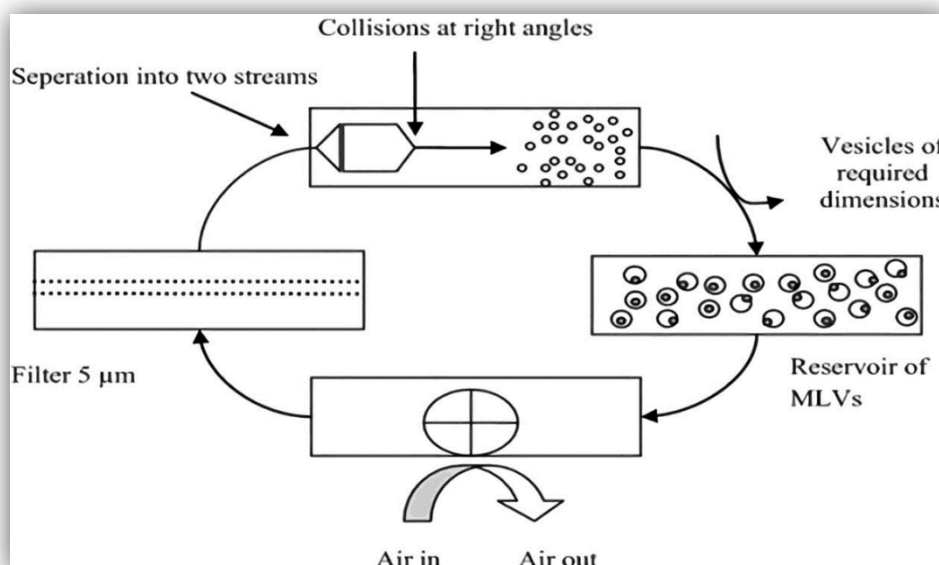 Collisions at right angles
Seperation into two streams
Vesicles of
required
dimensions
Filter 5 µm
Reservoir of
MLVs
Air in
Air out